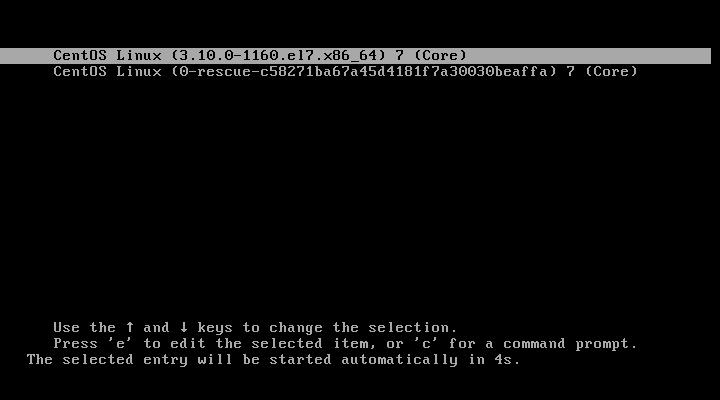 CentOS Linux (3.10.0-1160.el7.x86_64) 7 (Core)
CentOS Linux (0-rescue-c58271ba67a45d4181f7a30030beaffa) 7 (Core)
Use the ↑ and ↓ keys to change the selection.
Press 'e' to edit the selected item, or 'c' for a command prompt.
The selected entry will be started automatically in 4s.